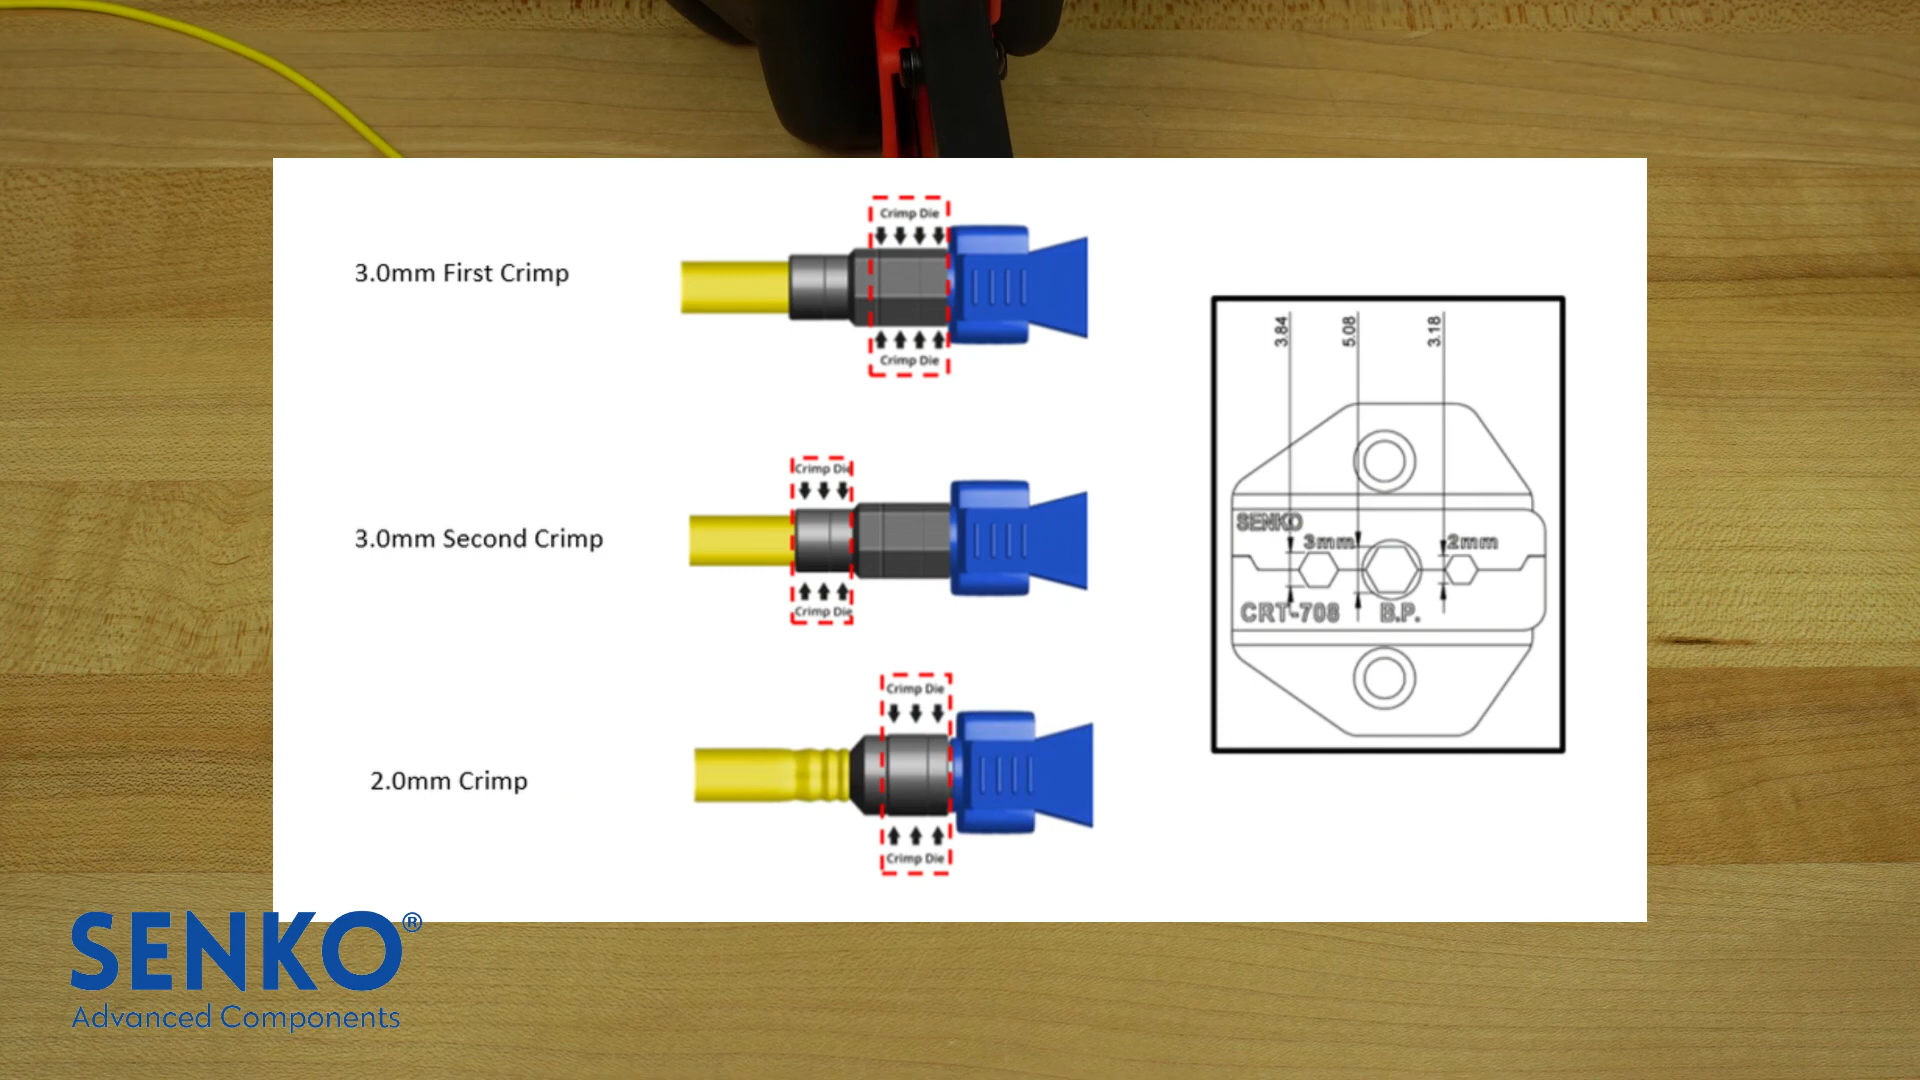 Crimp Die
3.0mm First Crimp
Crimp Die
Crimp Die
3.0mm Second Crimp
Crimp Die
Crimp Die
2.0mm Crimp
Crimp Die
3.84
5.08
3.18
SENKO
3mm
2mm
CRT-708
B.P.
SENKO®
Advanced Components